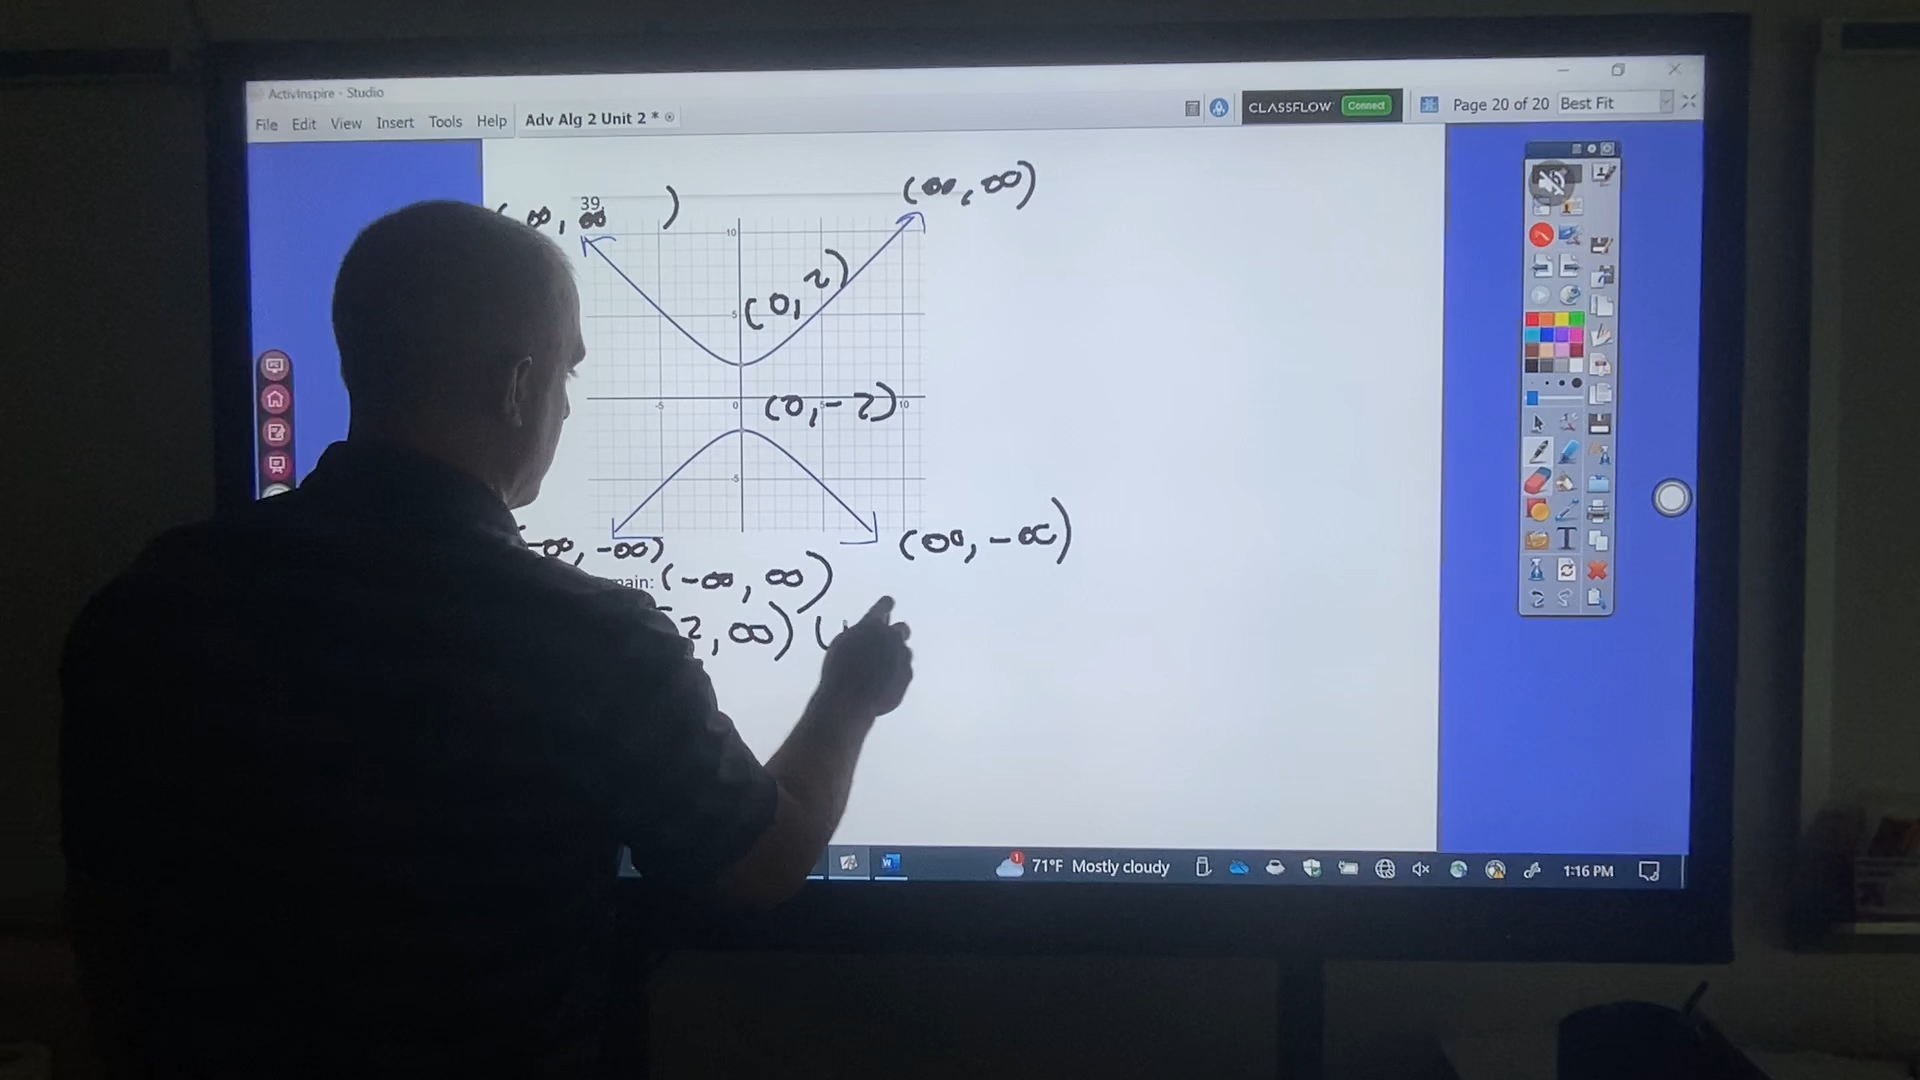 ActivInspire - Studio
File Edit View Insert Tools Help
Adv Alg 2 Unit 2 *
CLASSFLOW Connect
Page 20 of 20 Best Fit
39.
∞, ∞ )
(∞, ∞)
10
(0, 2)
5
(0, -2)
-5 0 5 10
-5
-∞, -∞)
(∞, -∞)
main: (-∞, ∞)
2, ∞) (
T
W
1
71°F Mostly cloudy
1:16 PM